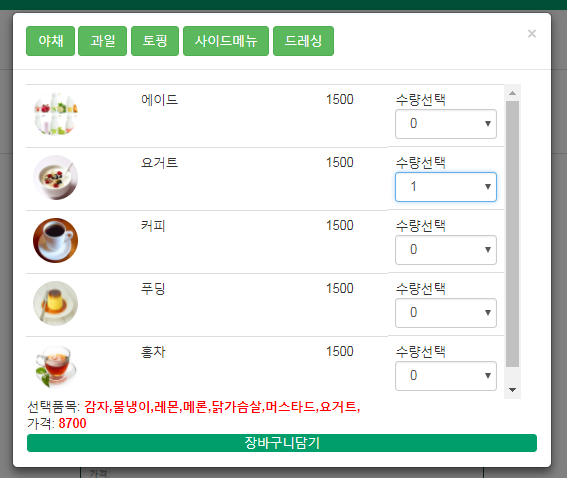 야채 과일 토핑 사이드메뉴 드레싱 ×
에이드 1500 수량선택
0
요거트 1500 수량선택
1
커피 1500 수량선택
0
푸딩 1500 수량선택
0
홍차 1500 수량선택
0
선택품목: 감자,물냉이,레몬,메론,닭가슴살,머스타드,요거트,
가격: 8700
장바구니담기
가격